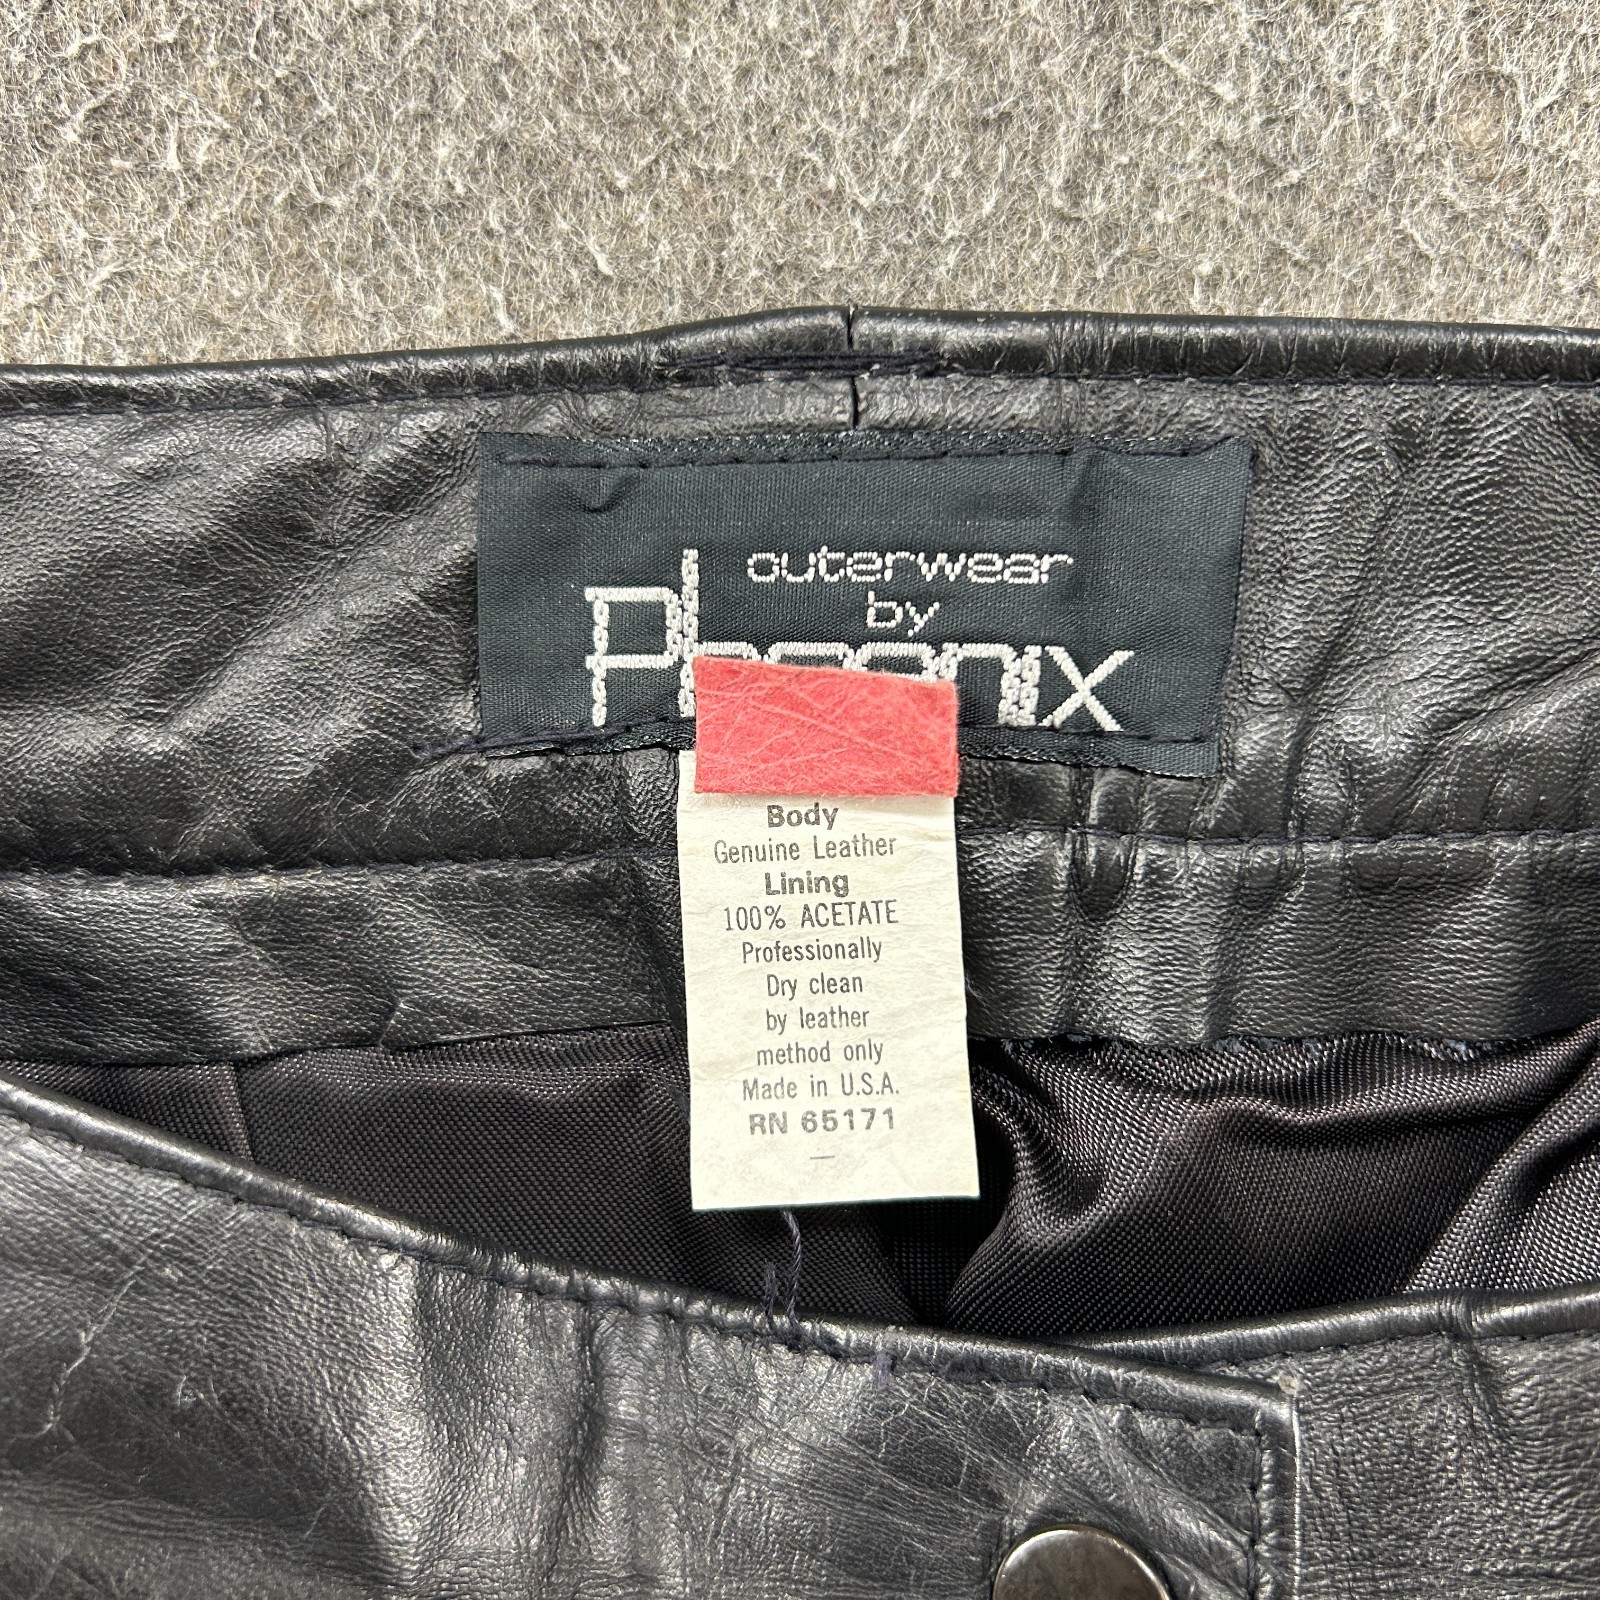 outerwear
by
Phoenix
Body
Genuine Leather
Lining
100% ACETATE
Professionally
Dry clean
by leather
method only
Made in U.S.A.
RN 65171
—